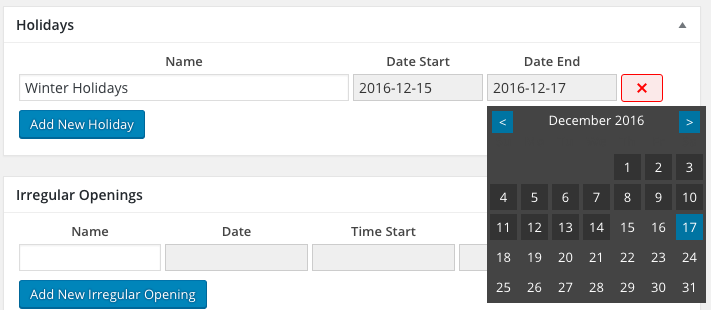 Holidays
Name Date Start Date End
Winter Holidays 2016-12-15 2016-12-17 ✕
Add New Holiday
< December 2016 >
1 2 3
4 5 6 7 8 9 10
11 12 13 14 15 16 17
18 19 20 21 22 23 24
25 26 27 28 29 30 31
Irregular Openings
Name Date Time Start
Add New Irregular Opening